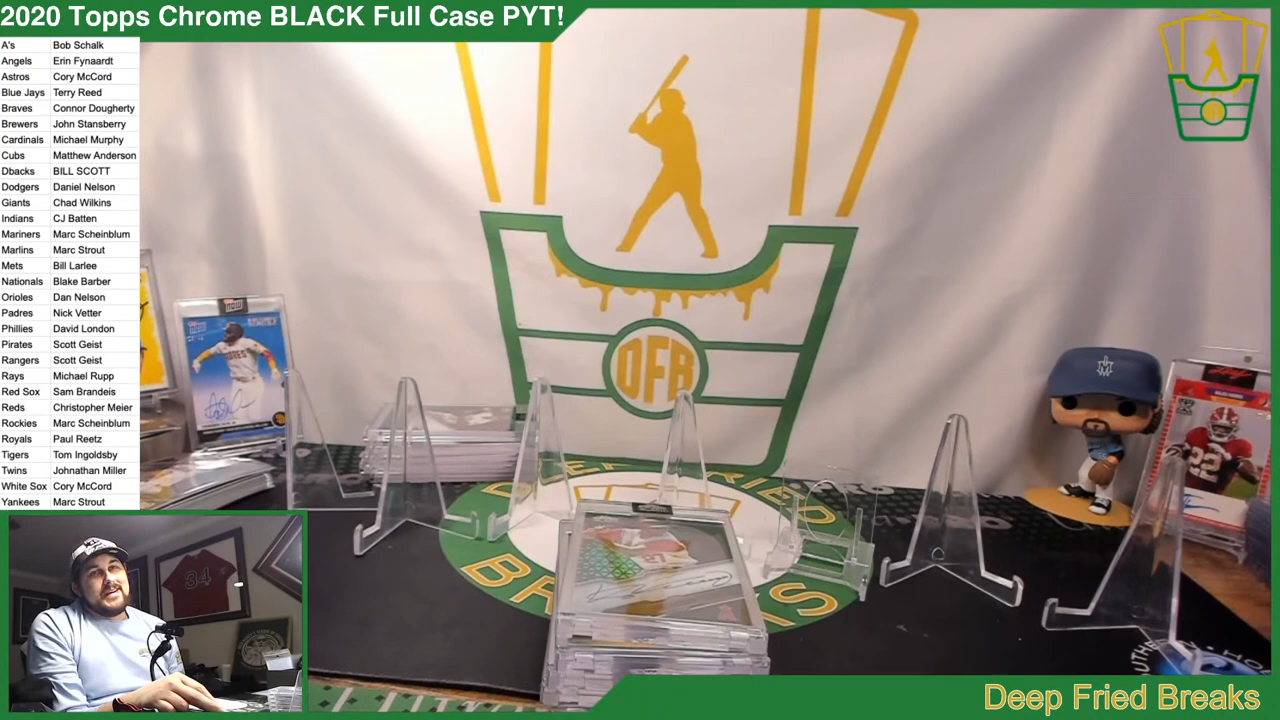 2020 Topps Chrome BLACK Full Case PYT!
A's Bob Schalk
Angels Erin Fynaardt
Astros Cory McCord
Blue Jays Terry Reed
Braves Connor Dougherty
Brewers John Stansberry
Cardinals Michael Murphy
Cubs Matthew Anderson
Dbacks BILL SCOTT
Dodgers Daniel Nelson
Giants Chad Wilkins
Indians CJ Batten
Mariners Marc Scheinblum
Marlins Marc Strout
Mets Bill Larlee
Nationals Blake Barber
Orioles Dan Nelson
Padres Nick Vetter
Phillies David London
Pirates Scott Geist
Rangers Scott Geist
Rays Michael Rupp
Red Sox Sam Brandeis
Reds Christopher Meier
Rockies Marc Scheinblum
Royals Paul Reetz
Tigers Tom Ingoldsby
Twins Johnathan Miller
White Sox Cory McCord
Yankees Marc Strout
DFB
34
22
Deep Fried Breaks